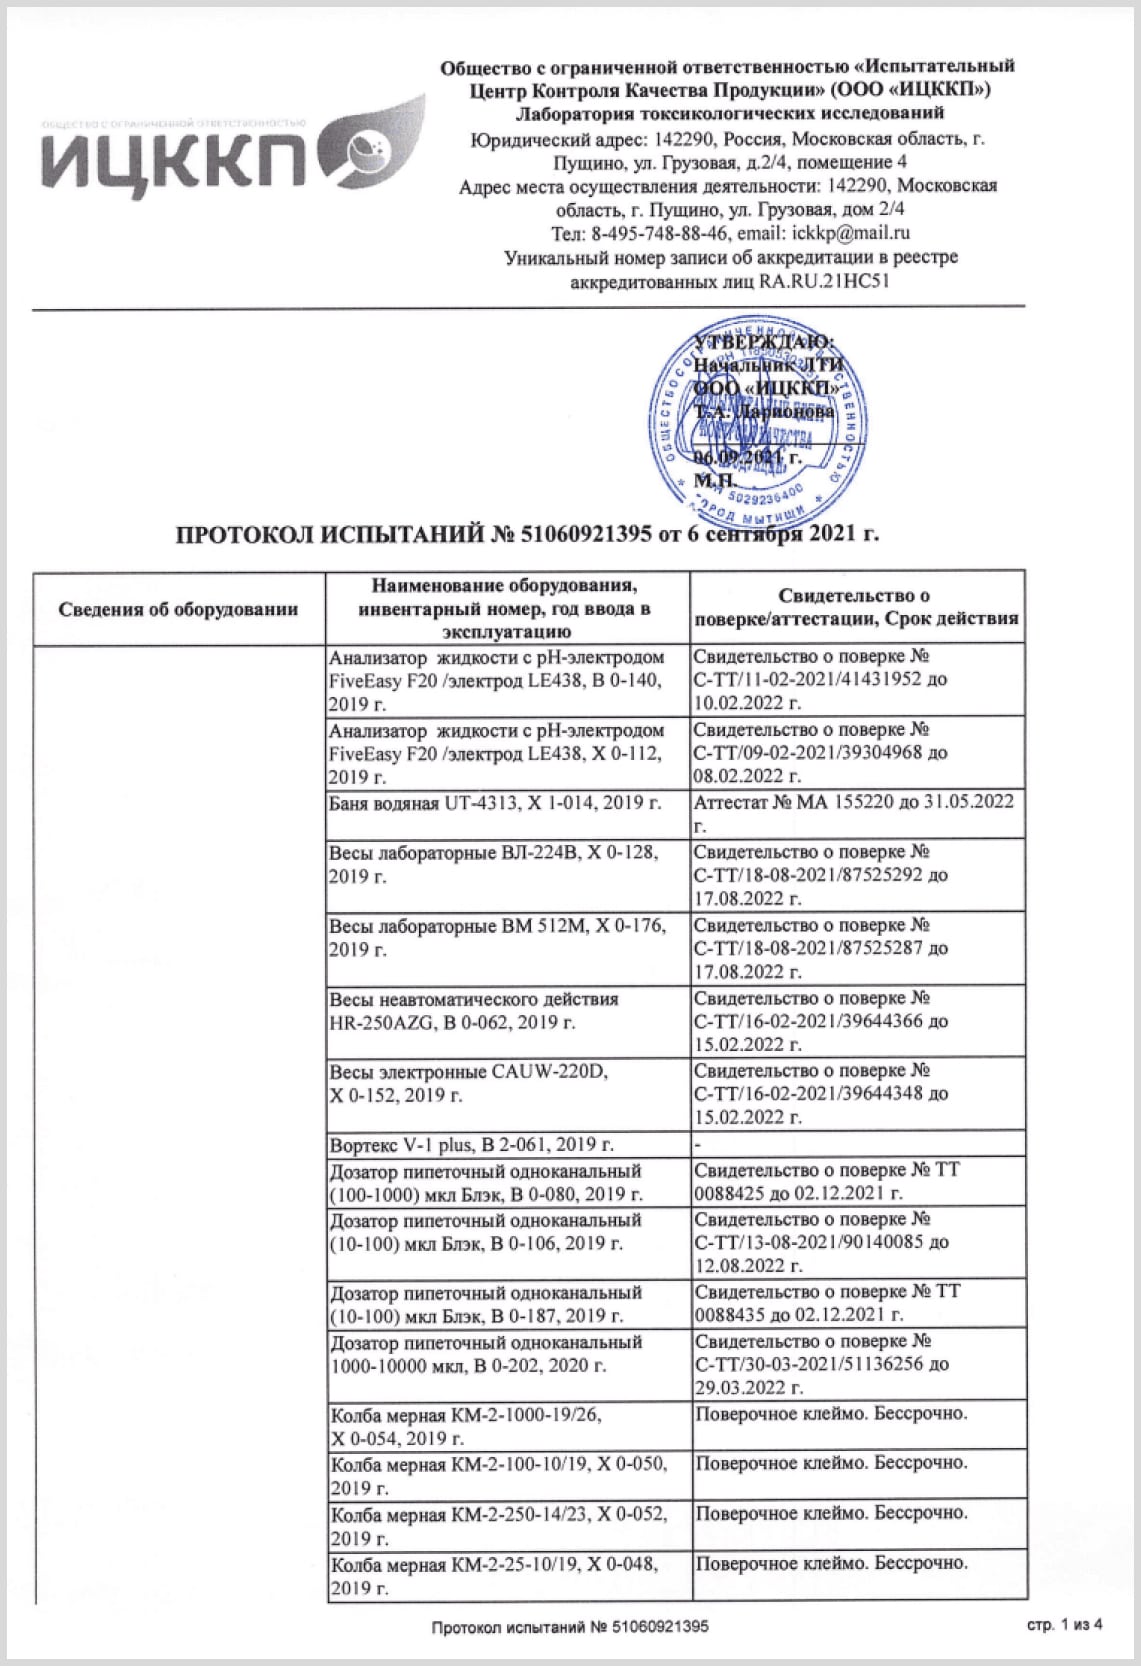 Общество с ограниченной ответственностью «Испытательный
Центр Контроля Качества Продукции» (ООО «ИЦККП»)
Лаборатория токсикологических исследований
Юридический адрес: 142290, Россия, Московская область, г.
Пущино, ул. Грузовая, д.2/4, помещение 4
Адрес места осуществления деятельности: 142290, Московская
область, г. Пущино, ул. Грузовая, дом 2/4
Тел: 8-495-748-88-46, email: ickkp@mail.ru
Уникальный номер записи об аккредитации в реестре
аккредитованных лиц RA.RU.21НС51
ОБЩЕСТВО С ОГРАНИЧЕННОЙ ОТВЕТСТВЕННОСТЬЮ
ИЦККП
УТВЕРЖДАЮ:
Начальник ЛТИ
ООО «ИЦККП»
Т.А. Ларионова
06.09.2021 г.
М.П.
5029236400
ГОРОД МЫТИЩИ
ПРОТОКОЛ ИСПЫТАНИЙ № 51060921395 от 6 сентября 2021 г.
Сведения об оборудовании
Наименование оборудования,
инвентарный номер, год ввода в
эксплуатацию
Свидетельство о
поверке/аттестации, Срок действия
Анализатор жидкости с pH-электродом
FiveEasy F20 /электрод LE438, В 0-140,
2019 г.
Свидетельство о поверке №
С-ТТ/11-02-2021/41431952 до
10.02.2022 г.
Анализатор жидкости с pH-электродом
FiveEasy F20 /электрод LE438, Х 0-112,
2019 г.
Свидетельство о поверке №
С-ТТ/09-02-2021/39304968 до
08.02.2022 г.
Баня водяная UT-4313, Х 1-014, 2019 г.
Аттестат № МА 155220 до 31.05.2022
г.
Весы лабораторные ВЛ-224В, Х 0-128,
2019 г.
Свидетельство о поверке №
С-ТТ/18-08-2021/87525292 до
17.08.2022 г.
Весы лабораторные ВМ 512М, Х 0-176,
2019 г.
Свидетельство о поверке №
С-ТТ/18-08-2021/87525287 до
17.08.2022 г.
Весы неавтоматического действия
HR-250AZG, В 0-062, 2019 г.
Свидетельство о поверке №
С-ТТ/16-02-2021/39644366 до
15.02.2022 г.
Весы электронные CAUW-220D,
Х 0-152, 2019 г.
Свидетельство о поверке №
С-ТТ/16-02-2021/39644348 до
15.02.2022 г.
Вортекс V-1 plus, В 2-061, 2019 г.
-
Дозатор пипеточный одноканальный
(100-1000) мкл Блэк, В 0-080, 2019 г.
Свидетельство о поверке № ТТ
0088425 до 02.12.2021 г.
Дозатор пипеточный одноканальный
(10-100) мкл Блэк, В 0-106, 2019 г.
Свидетельство о поверке №
С-ТТ/13-08-2021/90140085 до
12.08.2022 г.
Дозатор пипеточный одноканальный
(10-100) мкл Блэк, В 0-187, 2019 г.
Свидетельство о поверке № ТТ
0088435 до 02.12.2021 г.
Дозатор пипеточный одноканальный
1000-10000 мкл, В 0-202, 2020 г.
Свидетельство о поверке №
С-ТТ/30-03-2021/51136256 до
29.03.2022 г.
Колба мерная КМ-2-1000-19/26,
Х 0-054, 2019 г.
Поверочное клеймо. Бессрочно.
Колба мерная КМ-2-100-10/19, Х 0-050,
2019 г.
Поверочное клеймо. Бессрочно.
Колба мерная КМ-2-250-14/23, Х 0-052,
2019 г.
Поверочное клеймо. Бессрочно.
Колба мерная КМ-2-25-10/19, Х 0-048,
2019 г.
Поверочное клеймо. Бессрочно.
Протокол испытаний № 51060921395
стр. 1 из 4